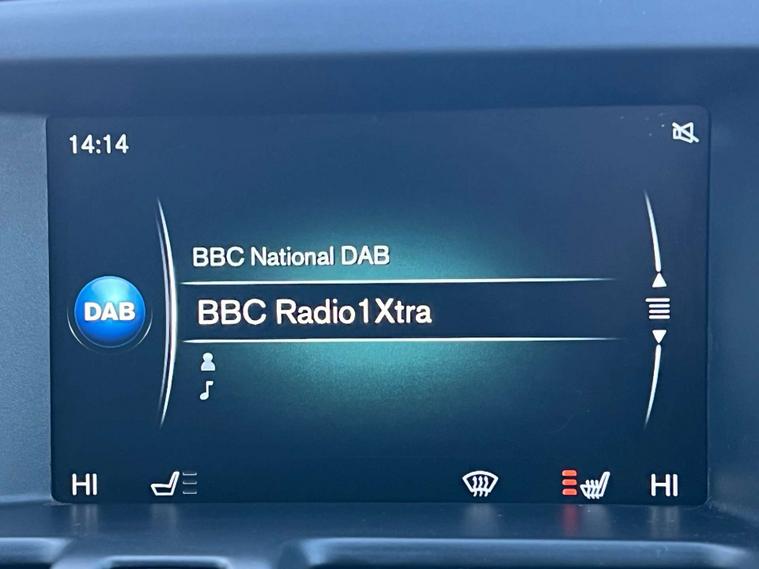 14:14
BBC National DAB
DAB
BBC Radio1Xtra
HI
HI